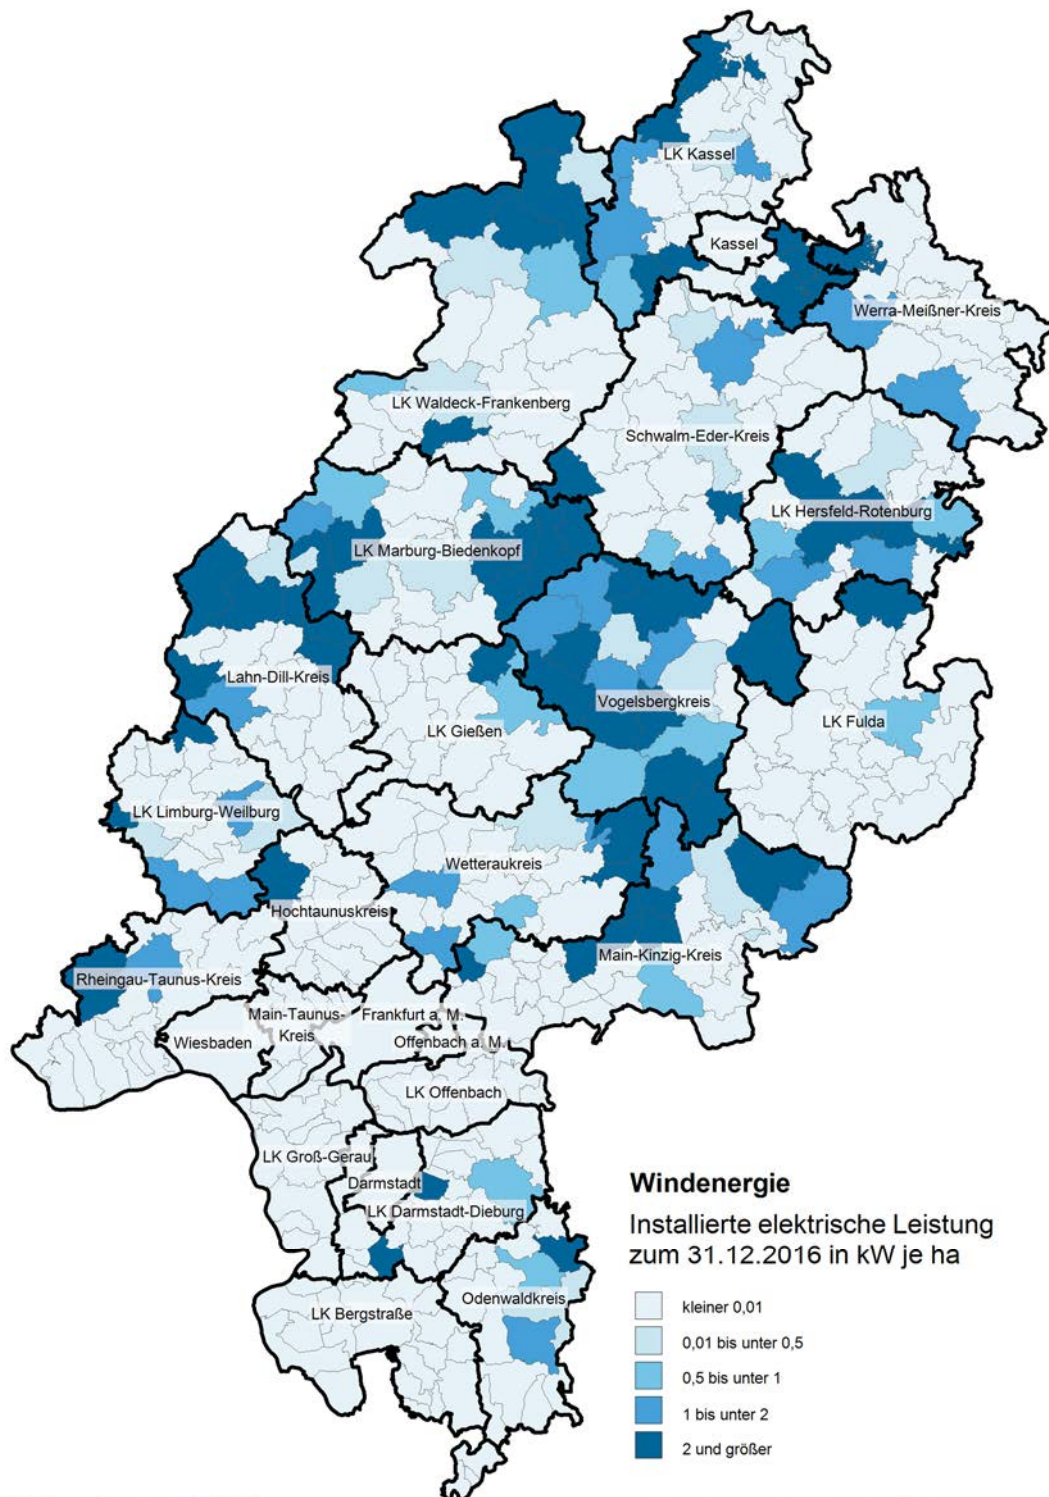 LK Kassel
Kassel
Werra-Meißner-Kreis
LK Waldeck-Frankenberg
Schwalm-Eder-Kreis
LK Hersfeld-Rotenburg
LK Marburg-Biedenkopf
Lahn-Dill-Kreis
Vogelsbergkreis
LK Gießen
LK Fulda
LK Limburg-Weilburg
Wetteraukreis
Hochtaunuskreis
Main-Kinzig-Kreis
Rheingau-Taunus-Kreis
Main-Taunus-
Kreis
Frankfurt a. M.
Wiesbaden
Offenbach a. M.
LK Offenbach
LK Groß-Gerau
Darmstadt
LK Darmstadt-Dieburg
Odenwaldkreis
LK Bergstraße
Windenergie
Installierte elektrische Leistung
zum 31.12.2016 in kW je ha
kleiner 0,01
0,01 bis unter 0,5
0,5 bis unter 1
1 bis unter 2
2 und größer